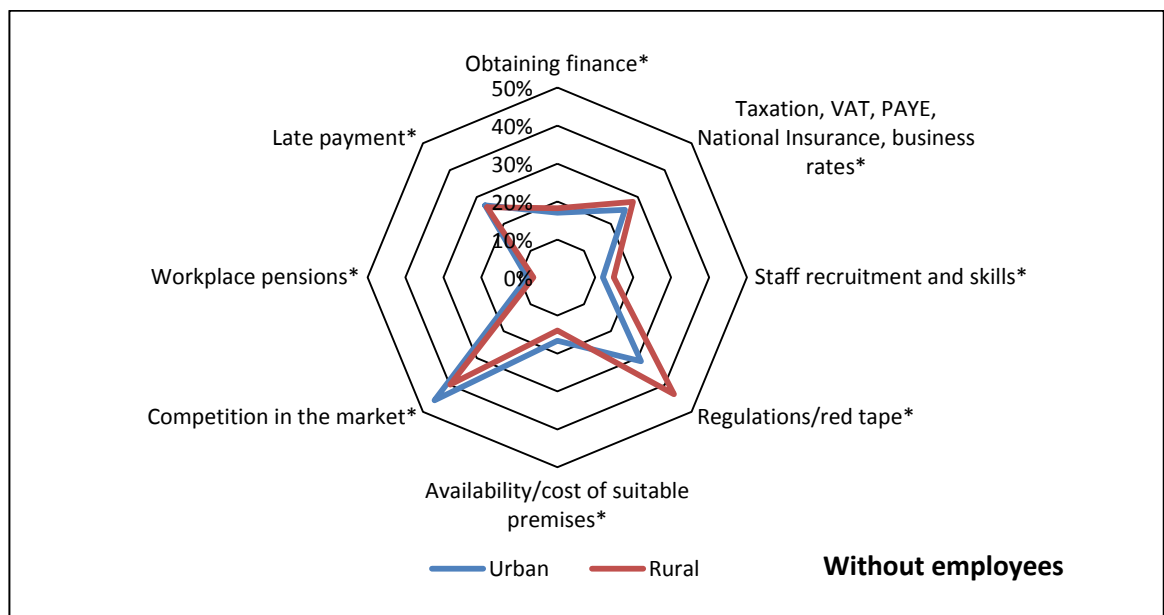 Obtaining finance*
50%
40%
30%
20%
10%
0%
Taxation, VAT, PAYE,
National Insurance, business
rates*
Late payment*
Workplace pensions*
Staff recruitment and skills*
Competition in the market*
Regulations/red tape*
Availability/cost of suitable
premises*
Urban
Rural
Without employees